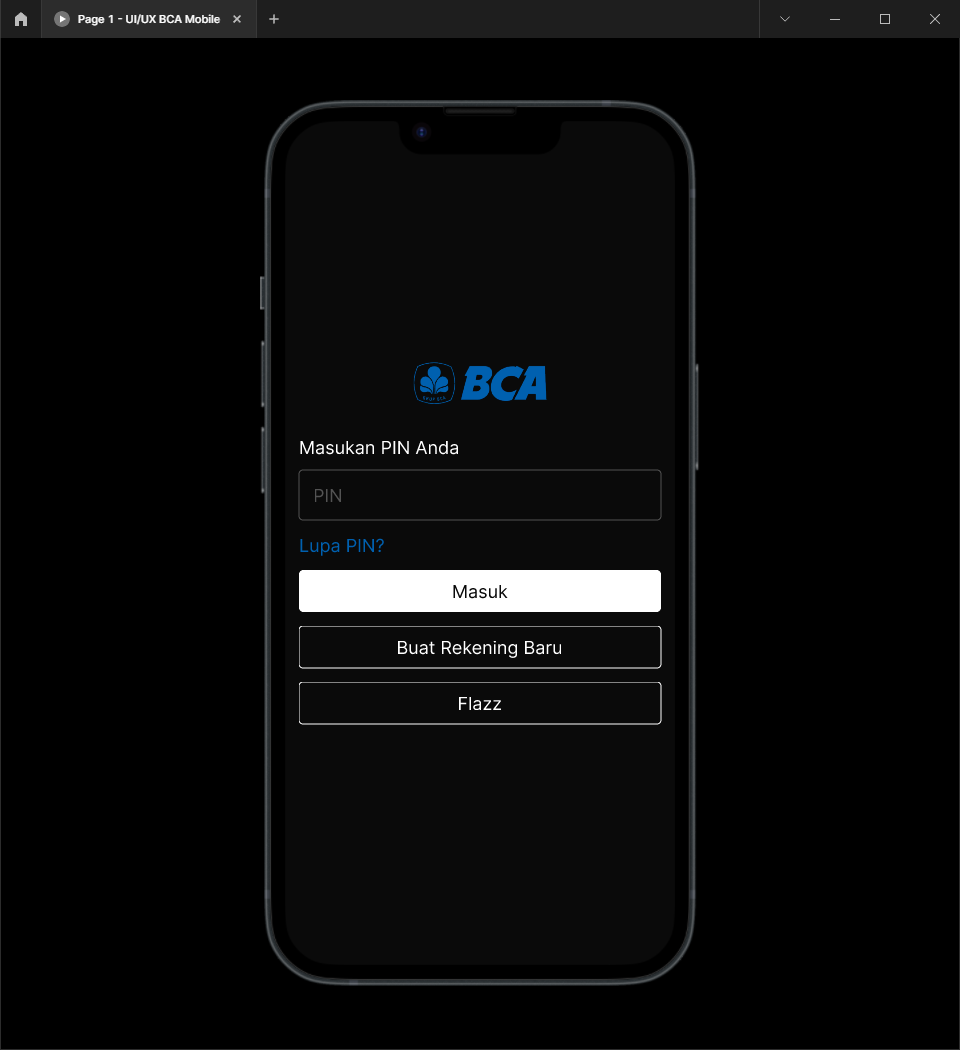 Page 1 - UI/UX BCA Mobile
BCA
Masukan PIN Anda
PIN
Lupa PIN?
Masuk
Buat Rekening Baru
Flazz